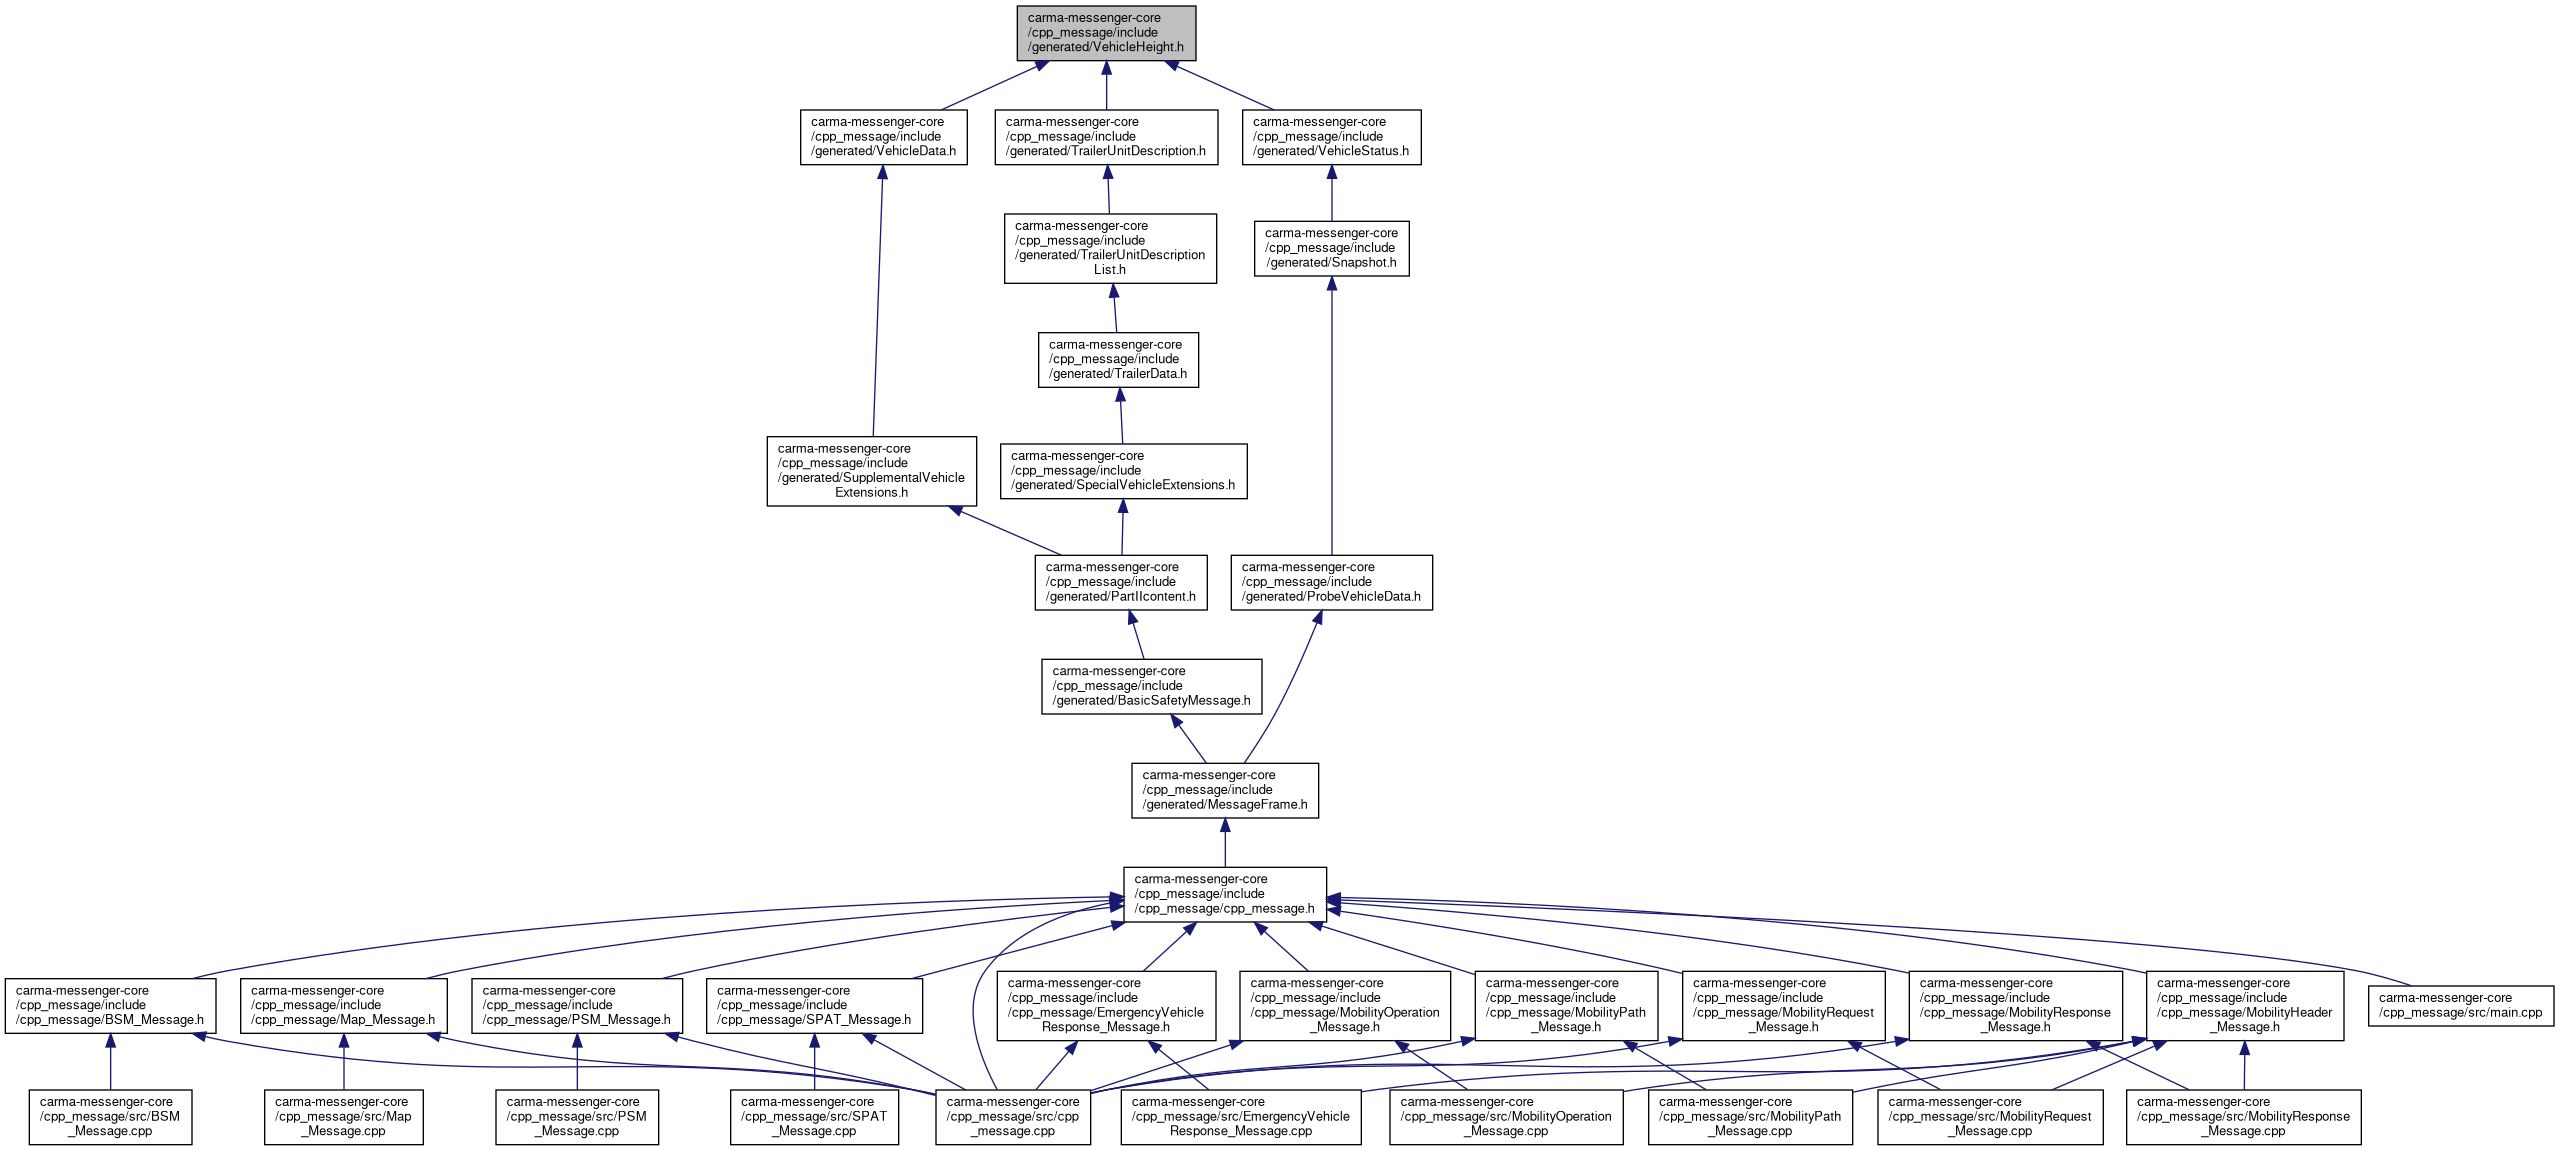 carma-messenger-core
/cpp_message/include
/generated/VehicleHeight.h
carma-messenger-core
/cpp_message/include
/generated/VehicleData.h
carma-messenger-core
/cpp_message/include
/generated/TrailerUnitDescription.h
carma-messenger-core
/cpp_message/include
/generated/VehicleStatus.h
carma-messenger-core
/cpp_message/include
/generated/TrailerUnitDescription
List.h
carma-messenger-core
/cpp_message/include
/generated/Snapshot.h
carma-messenger-core
/cpp_message/include
/generated/TrailerData.h
carma-messenger-core
/cpp_message/include
/generated/SupplementalVehicle
Extensions.h
carma-messenger-core
/cpp_message/include
/generated/SpecialVehicleExtensions.h
carma-messenger-core
/cpp_message/include
/generated/PartIIcontent.h
carma-messenger-core
/cpp_message/include
/generated/ProbeVehicleData.h
carma-messenger-core
/cpp_message/include
/generated/BasicSafetyMessage.h
carma-messenger-core
/cpp_message/include
/generated/MessageFrame.h
carma-messenger-core
/cpp_message/include
/cpp_message/cpp_message.h
carma-messenger-core
/cpp_message/include
/cpp_message/BSM_Message.h
carma-messenger-core
/cpp_message/include
/cpp_message/Map_Message.h
carma-messenger-core
/cpp_message/include
/cpp_message/PSM_Message.h
carma-messenger-core
/cpp_message/include
/cpp_message/SPAT_Message.h
carma-messenger-core
/cpp_message/include
/cpp_message/EmergencyVehicle
Response_Message.h
carma-messenger-core
/cpp_message/include
/cpp_message/MobilityOperation
_Message.h
carma-messenger-core
/cpp_message/include
/cpp_message/MobilityPath
_Message.h
carma-messenger-core
/cpp_message/include
/cpp_message/MobilityRequest
_Message.h
carma-messenger-core
/cpp_message/include
/cpp_message/MobilityResponse
_Message.h
carma-messenger-core
/cpp_message/include
/cpp_message/MobilityHeader
_Message.h
carma-messenger-core
/cpp_message/src/main.cpp
carma-messenger-core
/cpp_message/src/BSM
_Message.cpp
carma-messenger-core
/cpp_message/src/Map
_Message.cpp
carma-messenger-core
/cpp_message/src/PSM
_Message.cpp
carma-messenger-core
/cpp_message/src/SPAT
_Message.cpp
carma-messenger-core
/cpp_message/src/cpp
_message.cpp
carma-messenger-core
/cpp_message/src/EmergencyVehicle
Response_Message.cpp
carma-messenger-core
/cpp_message/src/MobilityOperation
_Message.cpp
carma-messenger-core
/cpp_message/src/MobilityPath
_Message.cpp
carma-messenger-core
/cpp_message/src/MobilityRequest
_Message.cpp
carma-messenger-core
/cpp_message/src/MobilityResponse
_Message.cpp